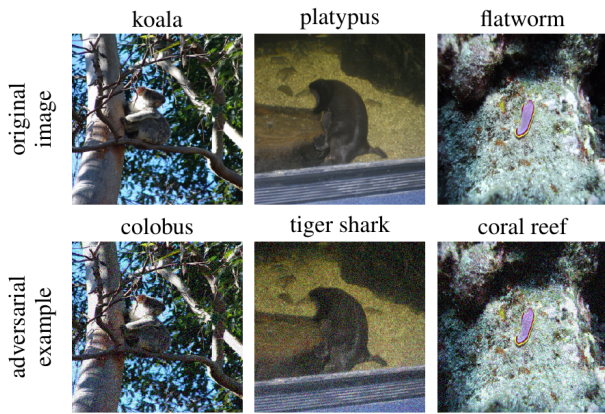 koala platypus flatworm
original
image
colobus tiger shark coral reef
adversarial
example